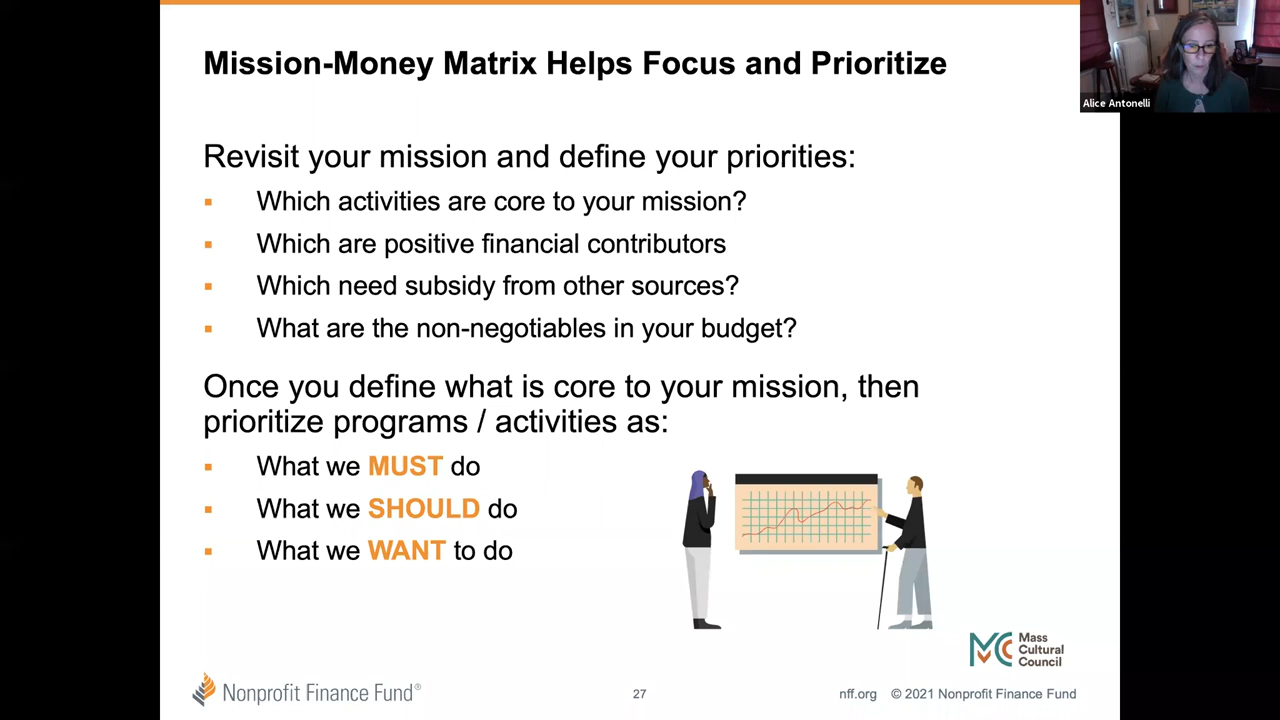 Mission-Money Matrix Helps Focus and Prioritize
Alice Antonelli
Revisit your mission and define your priorities:
▪ Which activities are core to your mission?
▪ Which are positive financial contributors
▪ Which need subsidy from other sources?
▪ What are the non-negotiables in your budget?
Once you define what is core to your mission, then
prioritize programs / activities as:
▪ What we MUST do
▪ What we SHOULD do
▪ What we WANT to do
MCC
Mass
Cultural
Council
Nonprofit Finance Fund®
27
nff.org © 2021 Nonprofit Finance Fund